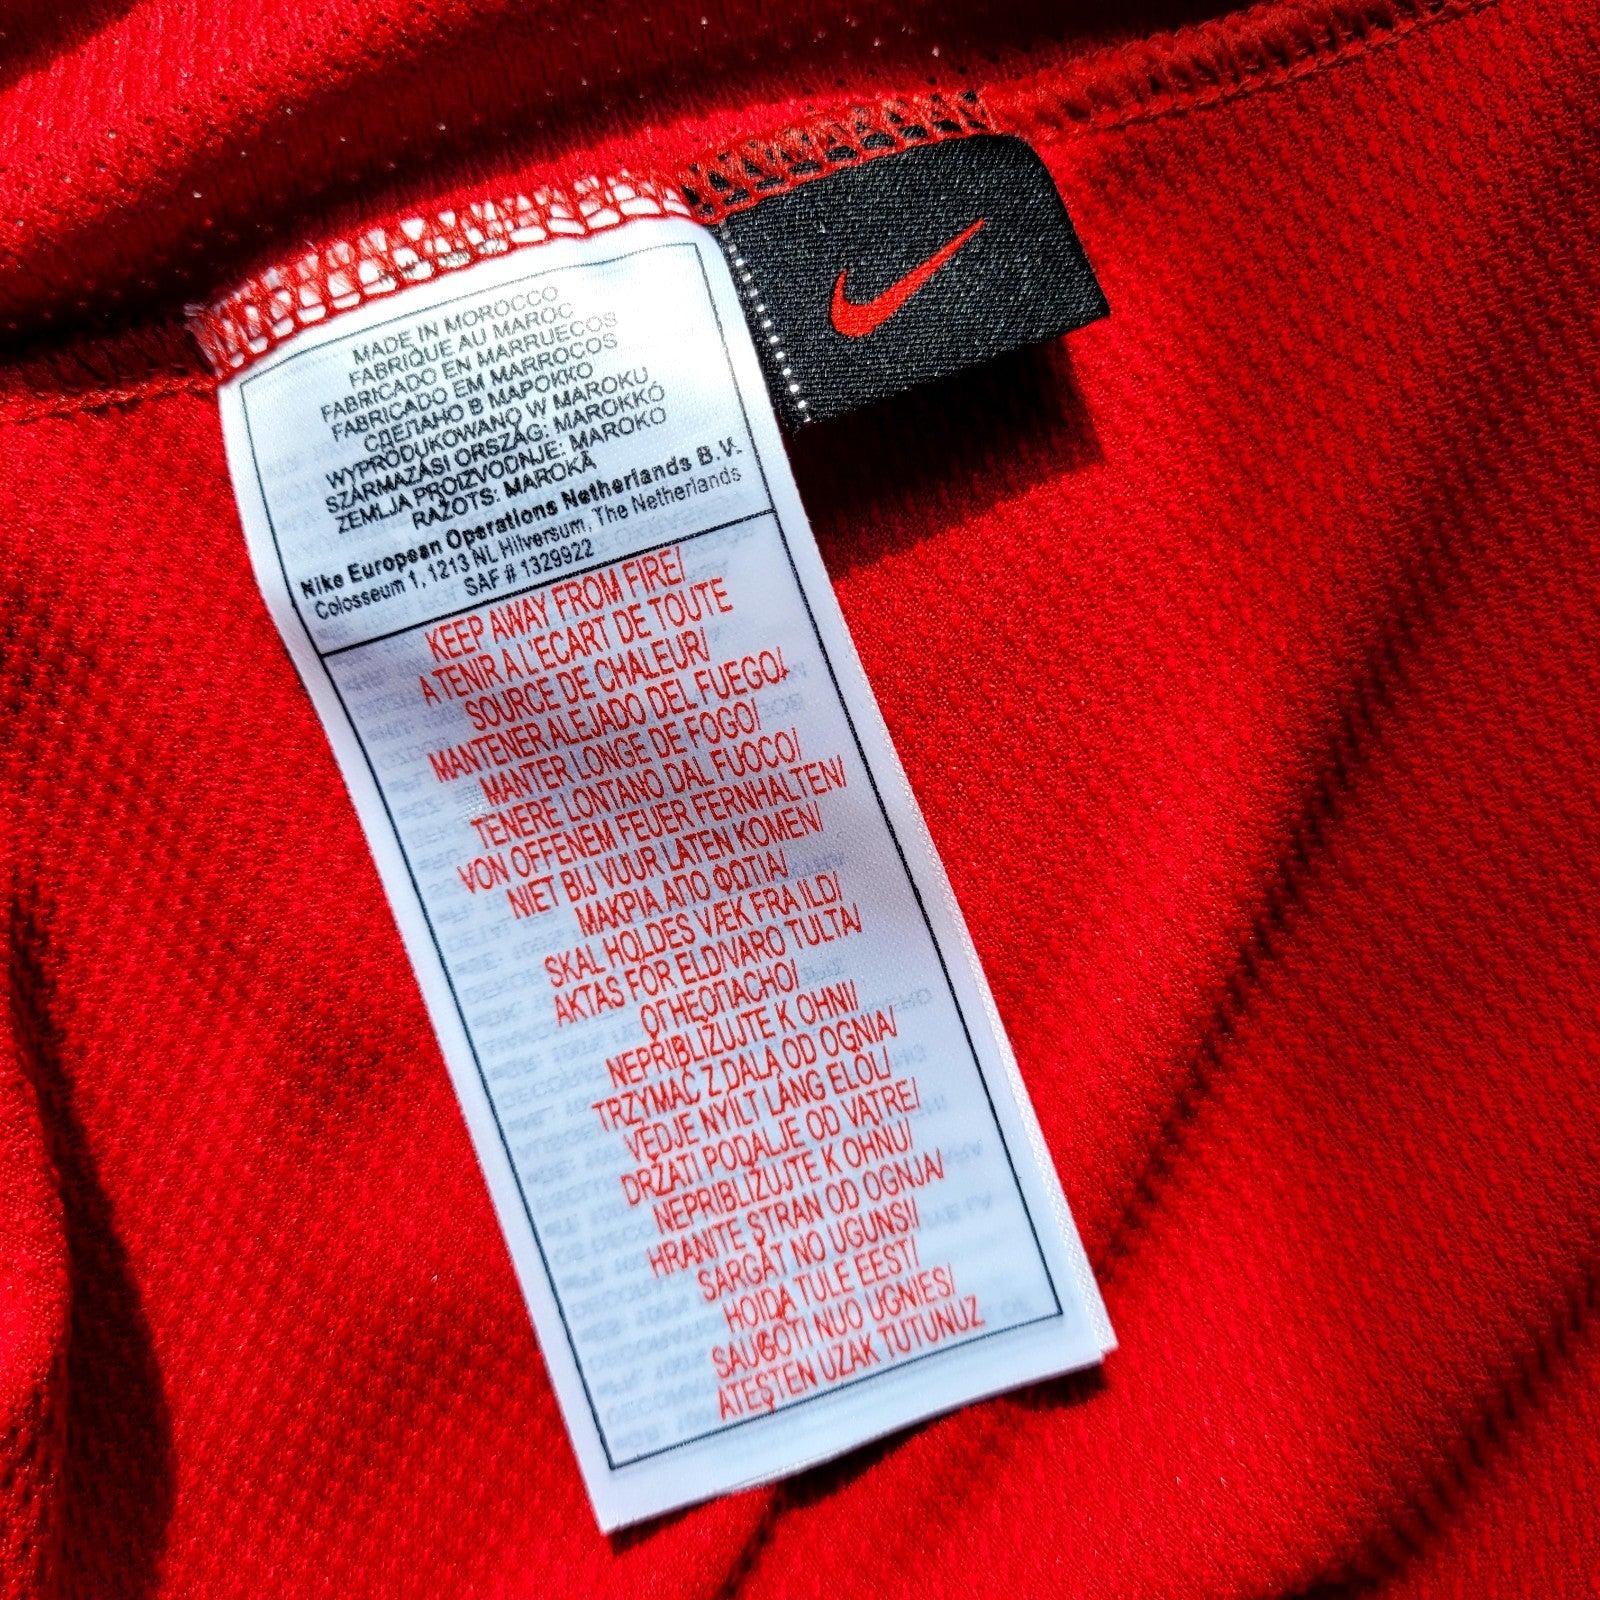 MADE IN MOROCCO
FABRIQUE AU MAROC
FABRICADO EN MARRUECOS
FABRICADO EM MARROCOS
СДЕЛАНО В МАРОККО
WYPRODUKOWANO W MAROKU
SZÁRMAZÁSI ORSZÁG: MAROKKÓ
ZEMLJA PROIZVODNJE: MAROKO
RAŽOTS: MAROKĀ
Nike European Operations Netherlands B.V.
Colosseum 1, 1213 NL Hilversum, The Netherlands
SAF # 1329922
KEEP AWAY FROM FIRE/
A TENIR A L'ECART DE TOUTE
SOURCE DE CHALEUR/
MANTENER ALEJADO DEL FUEGO/
MANTER LONGE DE FOGO/
TENERE LONTANO DAL FUOCO/
VON OFFENEM FEUER FERNHALTEN/
NIET BIJ VUUR LATEN KOMEN/
ΜΑΚΡΙΑ ΑΠΟ ΦΩΤΙΑ/
SKAL HOLDES VÆK FRA ILD/
AKTAS FÖR ELD/VARO TULTA/
ОГНЕОПАСНО/
NEPRIBLIŽUJTE K OHNI/
TRZYMAĆ Z DALA OD OGNIA/
VEDJE NYILT LÁNG ELÖL/
DRŽATI PODALJE OD VATRE/
NEPRIBLIŽUJTE K OHNU/
HRANITE STRAN OD OGNJA/
SARGĀT NO UGUNS!/
HOIDA TULE EEST/
SAUGOTI NUO UGNIES/
ATEŞTEN UZAK TUTUNUZ